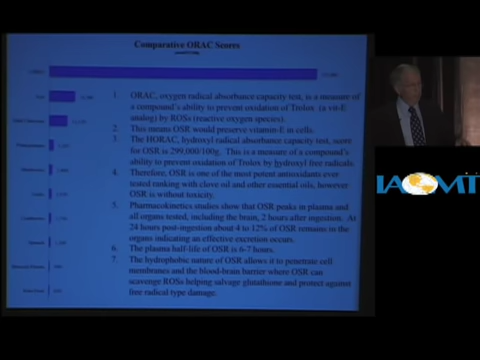 Comparative ORAC Scores
1. ORAC, oxygen radical absorbance capacity test, is a measure of
a compound's ability to prevent oxidation of Trolox (a vit-E
analog) by ROSs (reactive oxygen species).
2. This means OSR would preserve vitamin-E in cells.
3. The HORAC, hydroxyl radical absorbance capacity test, score
for OSR is 299,000/100g. This is a measure of a compound's
ability to prevent oxidation of Trolox by hydroxyl free radicals.
4. Therefore, OSR is one of the most potent antioxidants ever
tested ranking with clove oil and other essential oils, however
OSR is without toxicity.
5. Pharmacokinetics studies show that OSR peaks in plasma and
all organs tested, including the brain, 2 hours after ingestion. At
24 hours post-ingestion about 4 to 12% of OSR remains in the
organs indicating an effective excretion occurs.
6. The plasma half-life of OSR is 6-7 hours.
7. The hydrophobic nature of OSR allows it to penetrate cell
membranes and the blood-brain barrier where OSR can
scavenge ROSs helping salvage glutathione and protect against
free radical type damage.
IAOMT